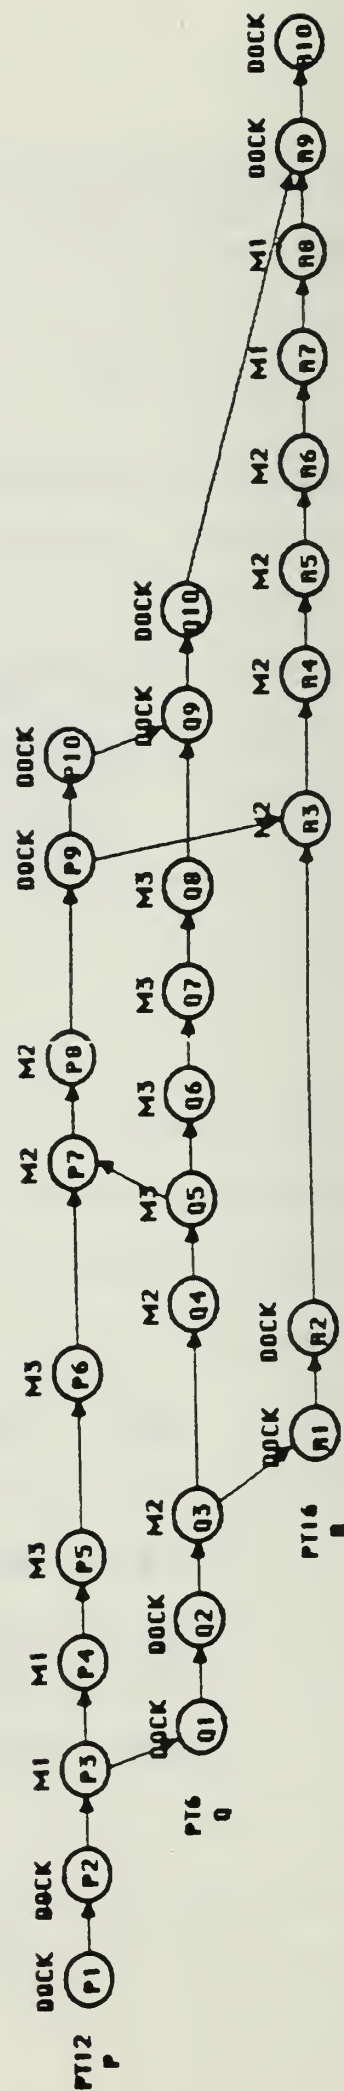 DOCK DOCK M1 M1 M3 M3 M2 M2 DOCK DOCK
PT12
P
P1 P2 P3 P4 P5 P6 P7 P8 P9 P10
DOCK DOCK M2 M2 M3 M3 M3 M3 DOCK DOCK
PT6
Q
Q1 Q2 Q3 Q4 Q5 Q6 Q7 Q8 Q9 Q10
DOCK DOCK M2 M2 M2 M2 M1 M1 DOCK DOCK
PT16
R
R1 R2 R3 R4 R5 R6 R7 R8 R9 R10